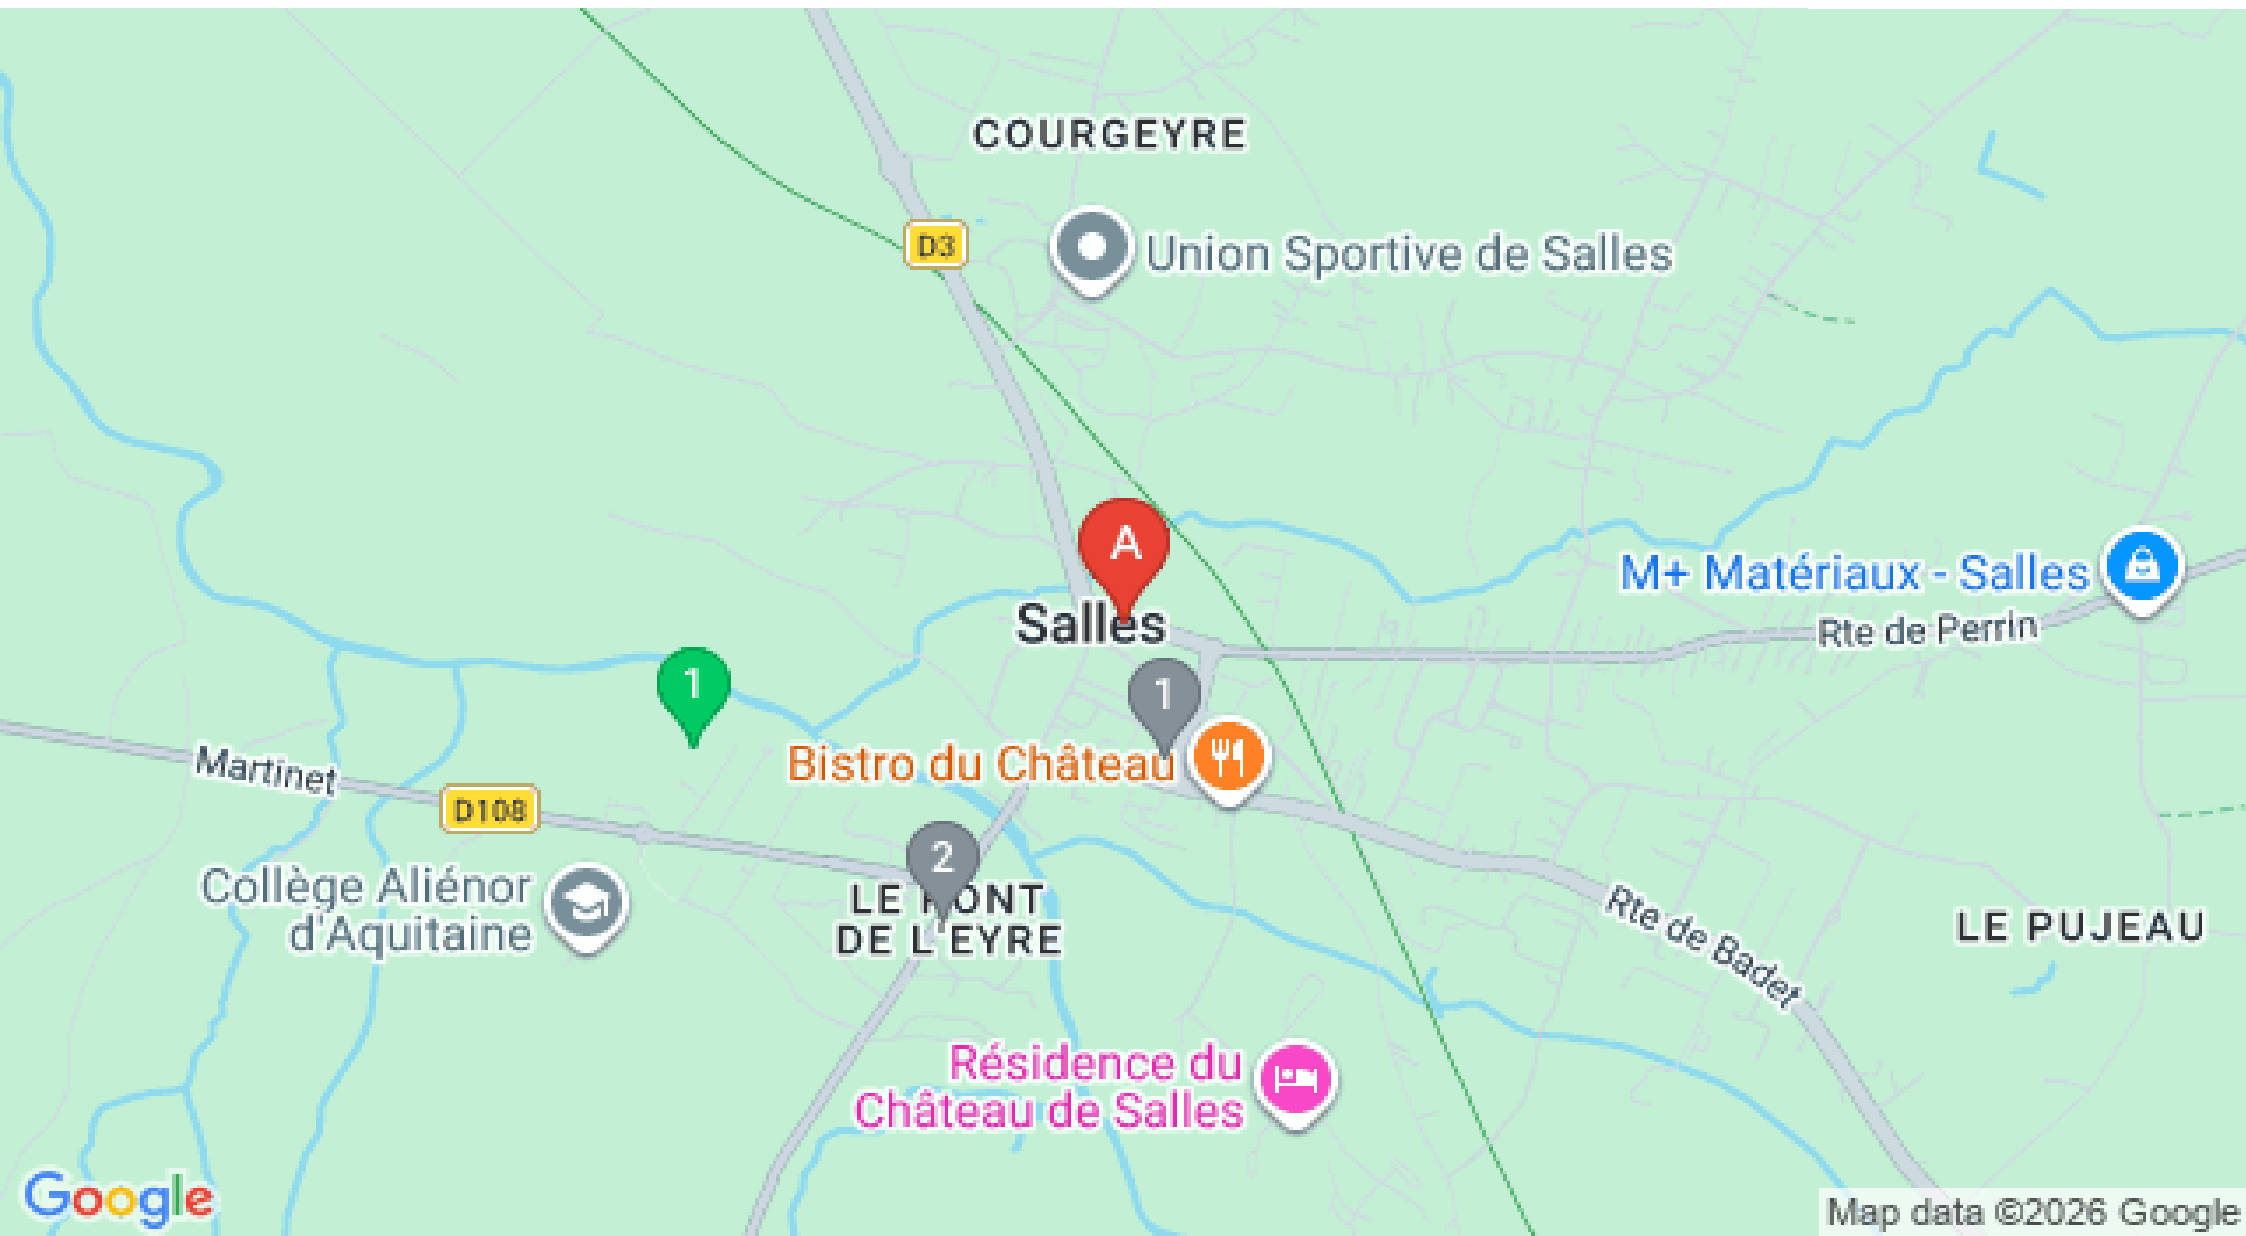 COURGEYRE
D3
Union Sportive de Salles
A
M+ Matériaux - Salles
Salles
Rte de Perrin
1
1
Martinet
Bistro du Château
D108
2
Collège Aliénor
d'Aquitaine
LE PONT
DE L'EYRE
Rte de Badet
LE PUJEAU
Résidence du
Château de Salles
Google
Map data ©2026 Google